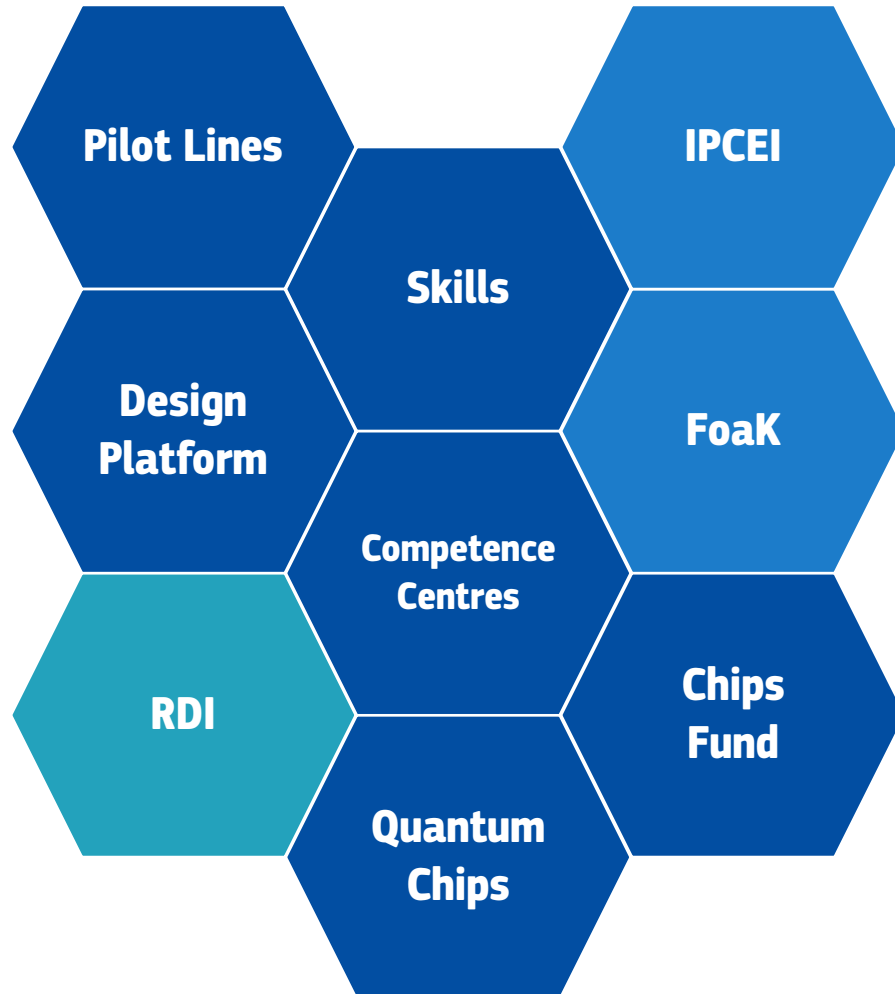 Pilot Lines
IPCEI
Skills
Design
Platform
FoaK
Competence
Centres
RDI
Chips
Fund
Quantum
Chips